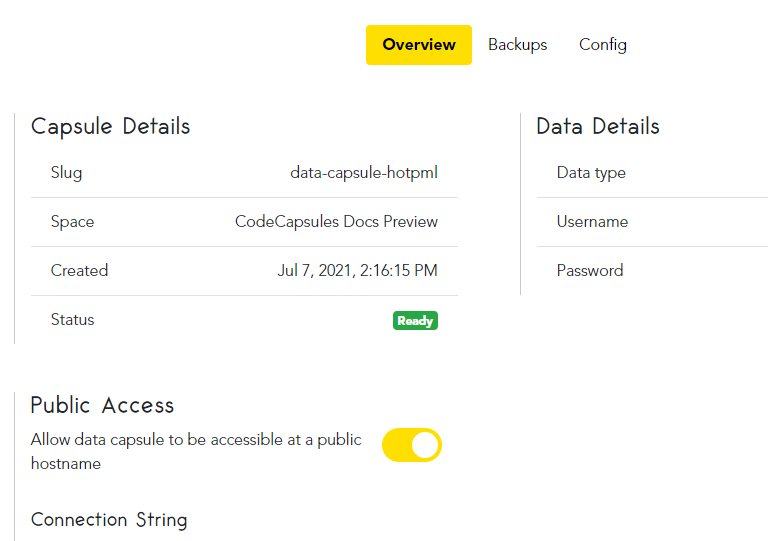 Overview Backups Config
Capsule Details
Slug data-capsule-hotpml
Space CodeCapsules Docs Preview
Created Jul 7, 2021, 2:16:15 PM
Status Ready
Data Details
Data type
Username
Password
Public Access
Allow data capsule to be accessible at a public
hostname
Connection String